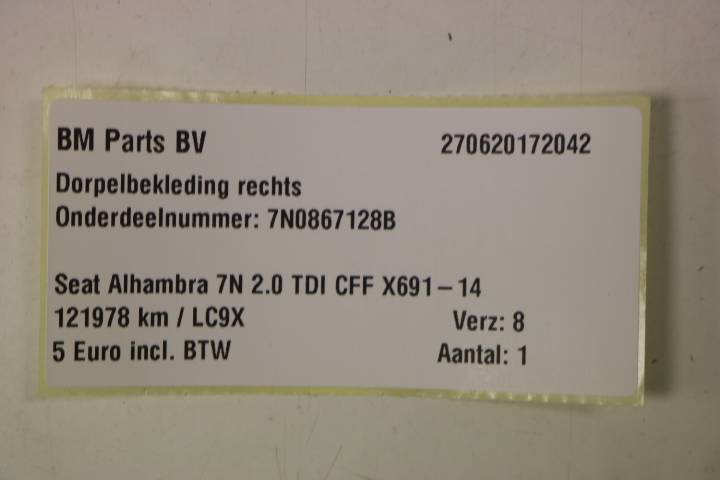 BM Parts BV 270620172042
Dorpelbekleding rechts
Onderdeelnummer: 7N0867128B
Seat Alhambra 7N 2.0 TDI CFF X691-14
121978 km / LC9X Verz: 8
5 Euro incl. BTW Aantal: 1